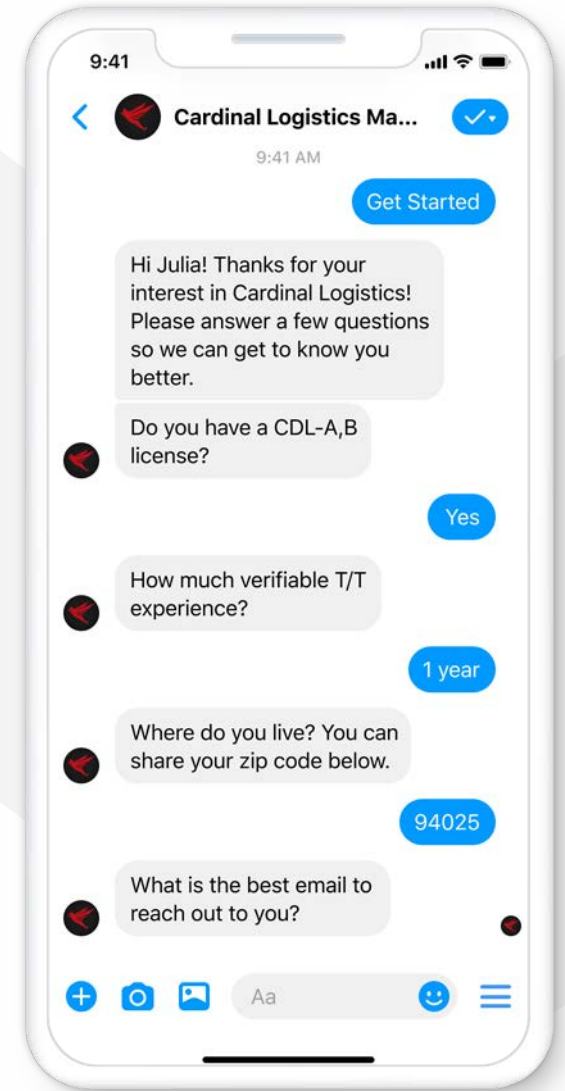 9:41
Cardinal Logistics Ma...
9:41 AM
Get Started
Hi Julia! Thanks for your
interest in Cardinal Logistics!
Please answer a few questions
so we can get to know you
better.
Do you have a CDL-A,B
license?
Yes
How much verifiable T/T
experience?
1 year
Where do you live? You can
share your zip code below.
94025
What is the best email to
reach out to you?
Aa